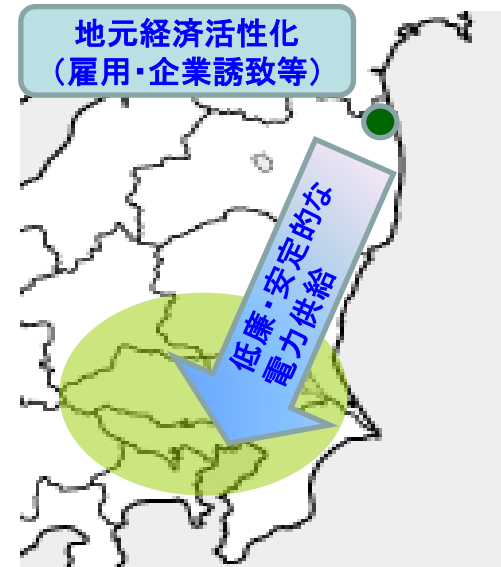 地元経済活性化
（雇用・企業誘致等）
低廉・安定的な
電力供給